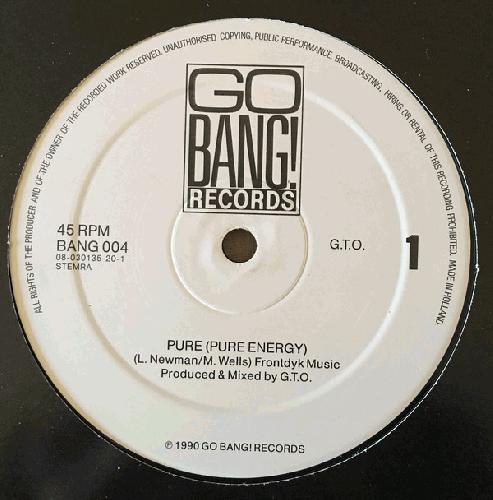 ALL RIGHTS OF THE PRODUCER AND OF THE OWNER OF THE RECORDED WORK RESERVED. UNAUTHORISED COPYING, PUBLIC PERFORMANCE, BROADCASTING, HIRING OR RENTAL OF THIS RECORDING PROHIBITED. MADE IN HOLLAND.
GO
BANG!
RECORDS
45 RPM
BANG 004
08-030136-20-1
STEMRA
G.T.O.
1
PURE (PURE ENERGY)
(L. Newman/M. Wells) Frontdyk Music
Produced & Mixed by G.T.O.
℗ 1990 GO BANG! RECORDS